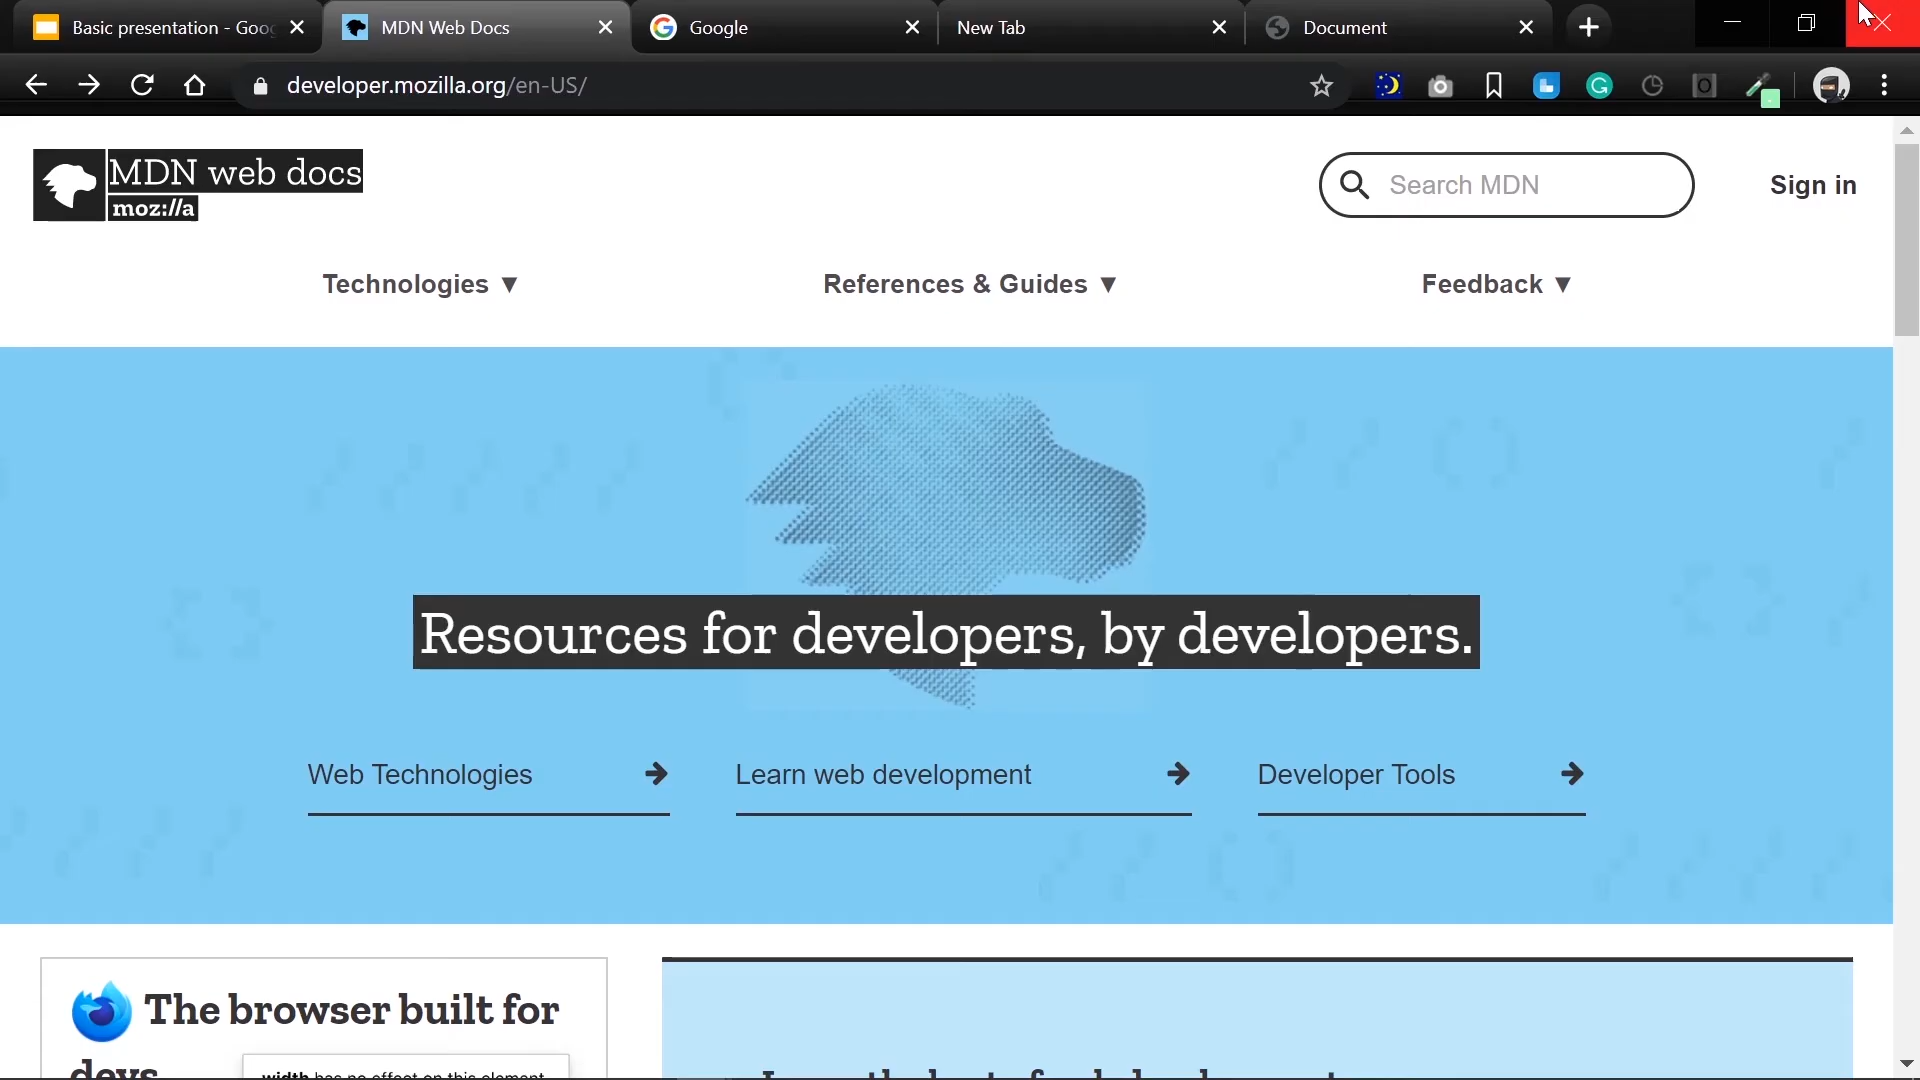 Basic presentation - Goo
MDN Web Docs
Google
New Tab
Document
developer.mozilla.org/en-US/
MDN web docs
moz://a
Search MDN
Sign in
Technologies ▼
References & Guides ▼
Feedback ▼
Resources for developers, by developers.
Web Technologies
Learn web development
Developer Tools
The browser built for
devs
width has no effect on this element